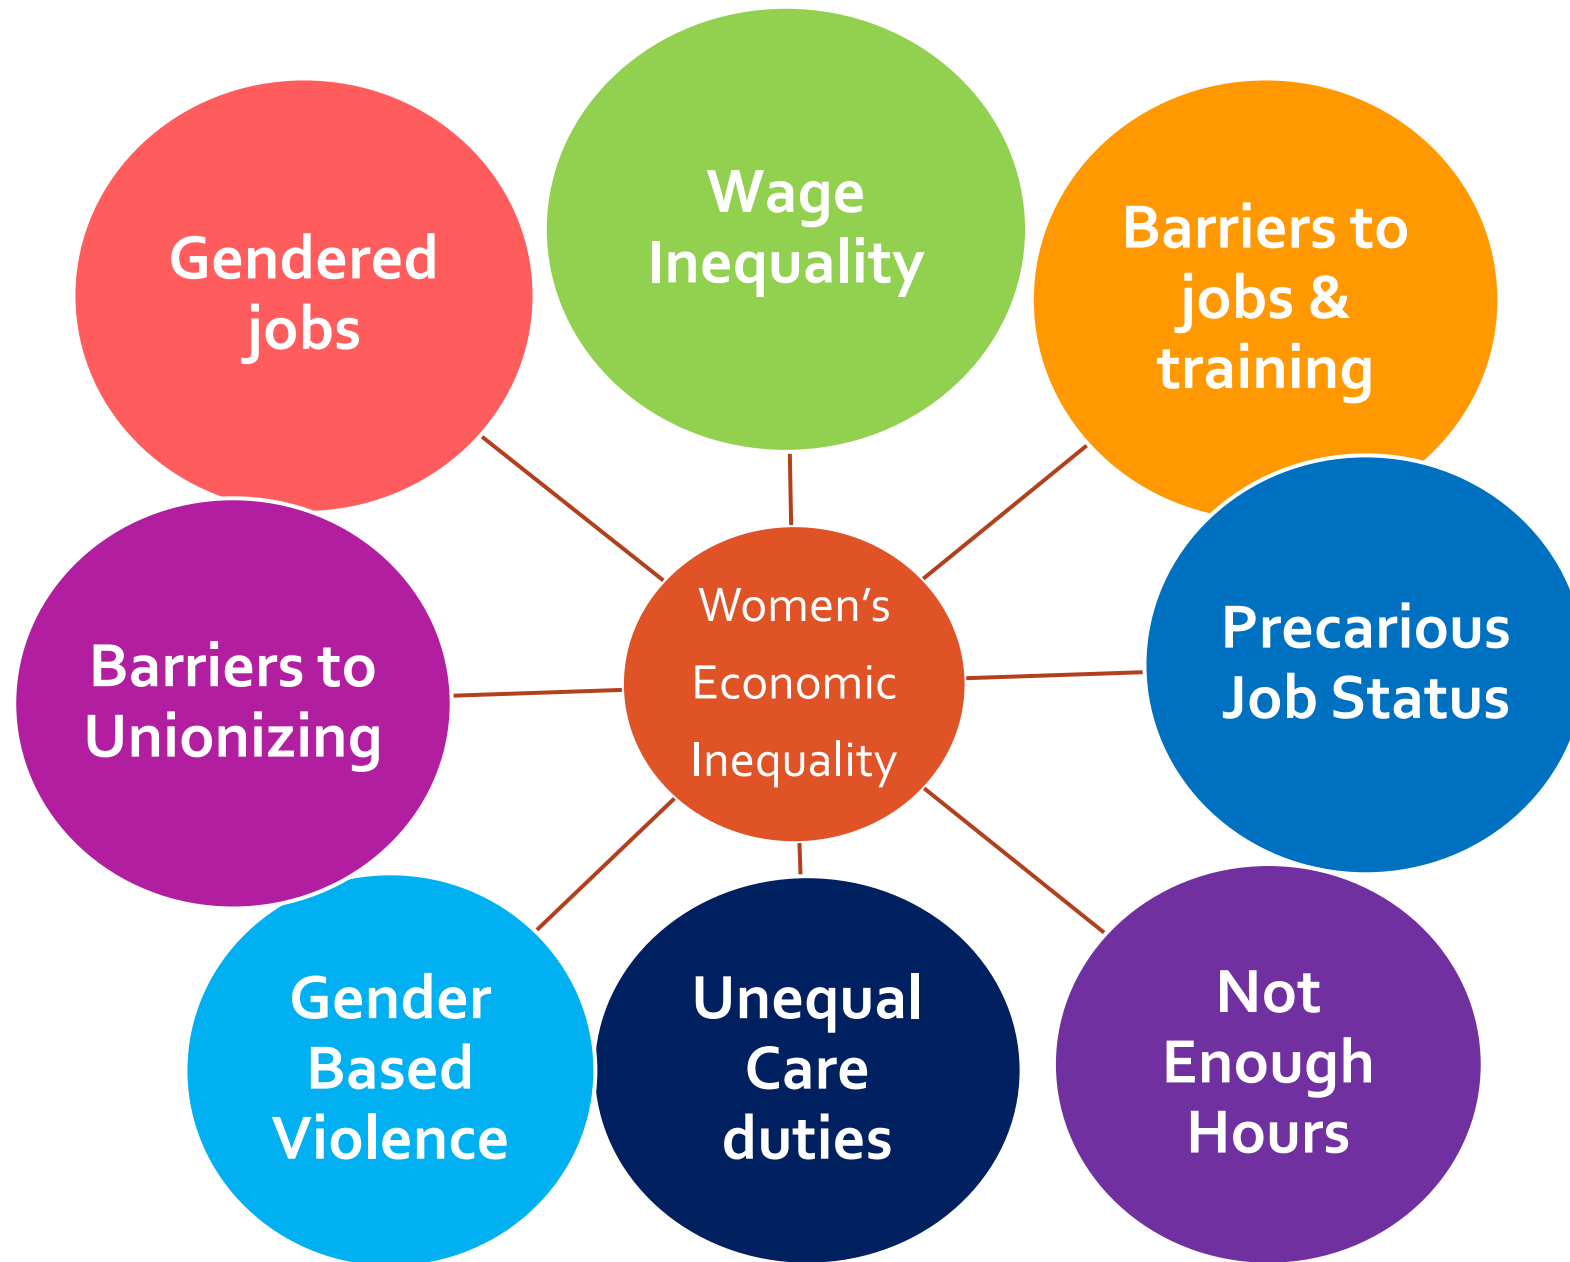 Wage
Inequality
Barriers to
jobs &
training
Precarious
Job Status
Not
Enough
Hours
Unequal
Care
duties
Gender
Based
Violence
Barriers to
Unionizing
Gendered
jobs
Women’s
Economic
Inequality